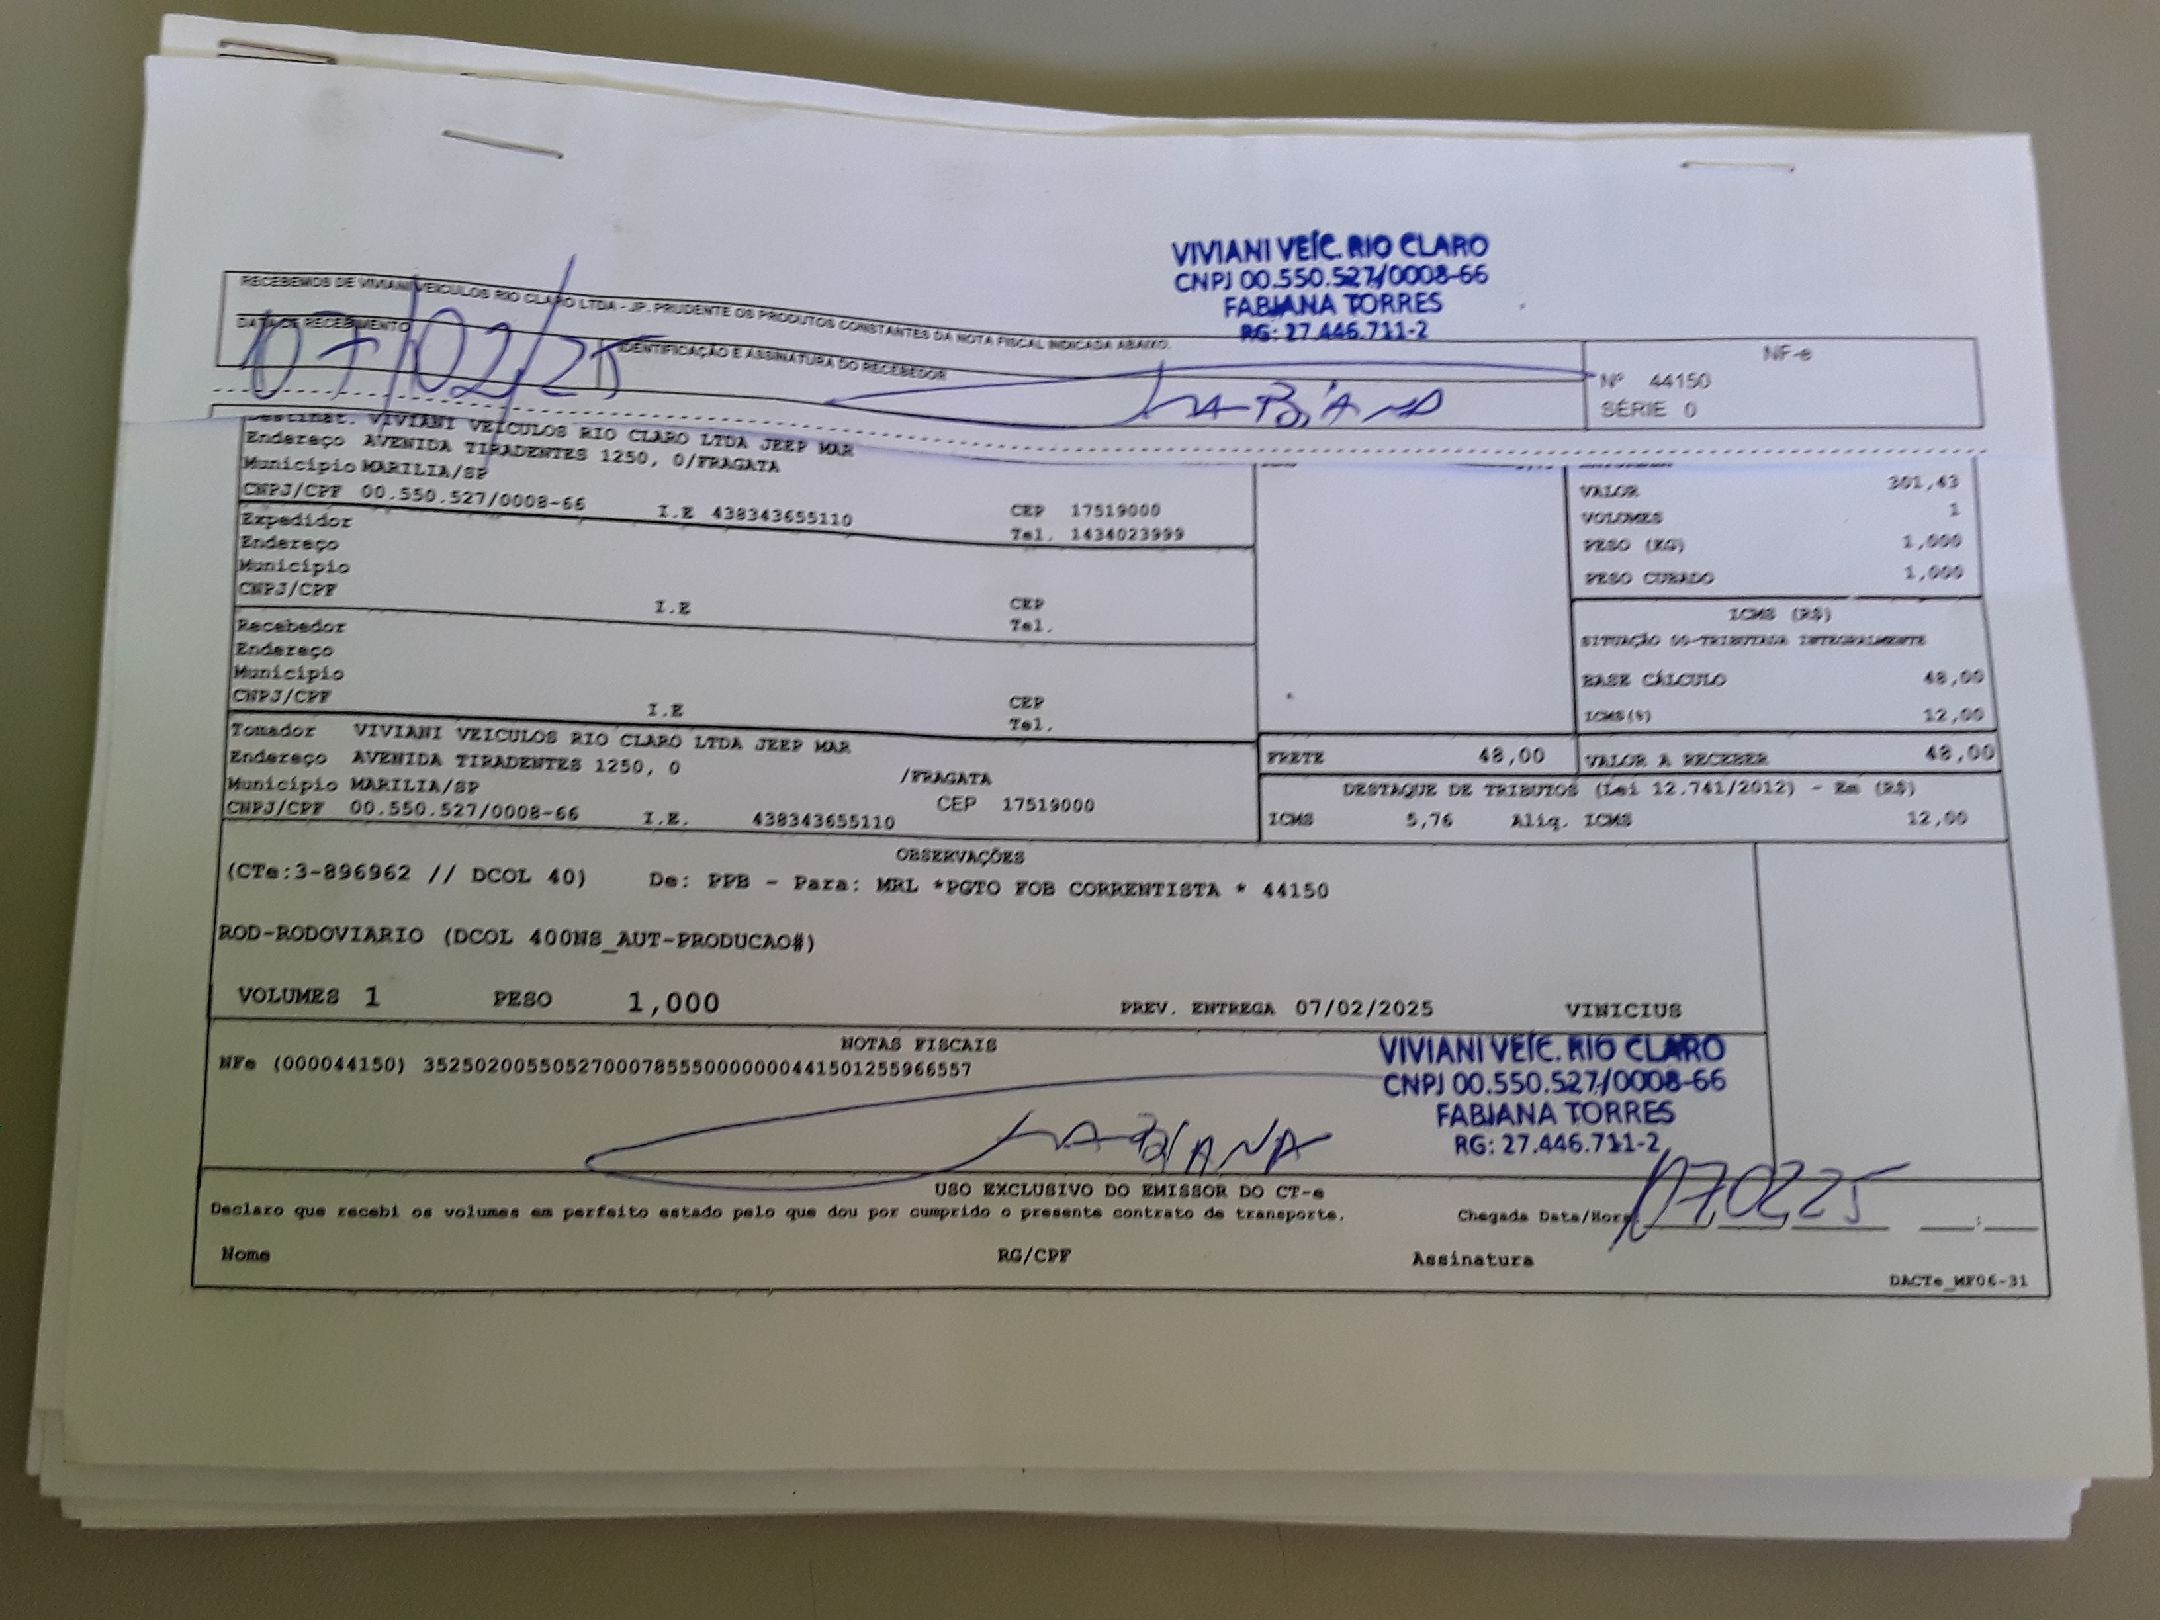 VIVIANI VEÍC. RIO CLARO
CNPJ 00.550.527/0008-66
FABIANA TORRES
RG: 27.446.711-2
RECEBEMOS DE VIVIANI VEICULOS RIO CLARO LTDA - JP. PRUDENTE OS PRODUTOS CONSTANTES DA NOTA FISCAL INDICADA ABAIXO.
DATA DE RECEBIMENTO
07/02/25
IDENTIFICAÇÃO E ASSINATURA DO RECEBEDOR
FABIANA
NF-e
Nº 44150
SÉRIE 0
Destinat. VIVIANI VEICULOS RIO CLARO LTDA JEEP MAR
Endereço AVENIDA TIRADENTES 1250, 0/FRAGATA
Município MARILIA/SP
CNPJ/CPF 00.550.527/0008-66 I.E 438343655110
CEP 17519000
Tel. 1434023999
VALOR 301,43
VOLUMES 1
PESO (KG) 1,000
PESO CUBADO 1,000
Expedidor
Endereço
Município
CNPJ/CPF I.E
CEP
Tel.
Recebedor
Endereço
Município
CNPJ/CPF I.E
CEP
Tel.
ICMS (R$)
SITUAÇÃO 00-TRIBUTADA INTEGRALMENTE
BASE CÁLCULO 48,00
ICMS(%) 12,00
Tomador VIVIANI VEICULOS RIO CLARO LTDA JEEP MAR
Endereço AVENIDA TIRADENTES 1250, 0 /FRAGATA
Município MARILIA/SP CEP 17519000
CNPJ/CPF 00.550.527/0008-66 I.E. 438343655110
FRETE 48,00 VALOR A RECEBER 48,00
DESTAQUE DE TRIBUTOS (Lei 12.741/2012) - Em (R$)
ICMS 5,76 Aliq. ICMS 12,00
OBSERVAÇÕES
(CTe:3-896962 // DCOL 40) De: PPB - Para: MRL *PGTO FOB CORRENTISTA * 44150
ROD-RODOVIARIO (DCOL 400NS_AUT-PRODUCAO#)
VOLUMES 1 PESO 1,000 PREV. ENTREGA 07/02/2025 VINICIUS
NOTAS FISCAIS
NFe (000044150) 35250200550527000785550000000441501255966557
VIVIANI VEÍC. RIO CLARO
CNPJ 00.550.527/0008-66
FABIANA TORRES
RG: 27.446.711-2
FABIANA
USO EXCLUSIVO DO EMISSOR DO CT-e
Declaro que recebi os volumes em perfeito estado pelo que dou por cumprido o presente contrato de transporte. Chegada Data/Hora: 07,02,25 __:__
Nome RG/CPF Assinatura
DACTe_MF06-31